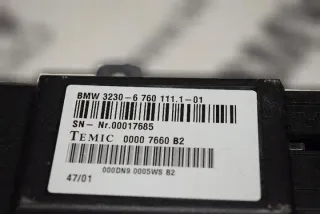 BMW 3230-6 760 111.1-01
SN- Nr.00017685
TEMIC 0000 7660 B2
000DN9 0005WS B2
47/01